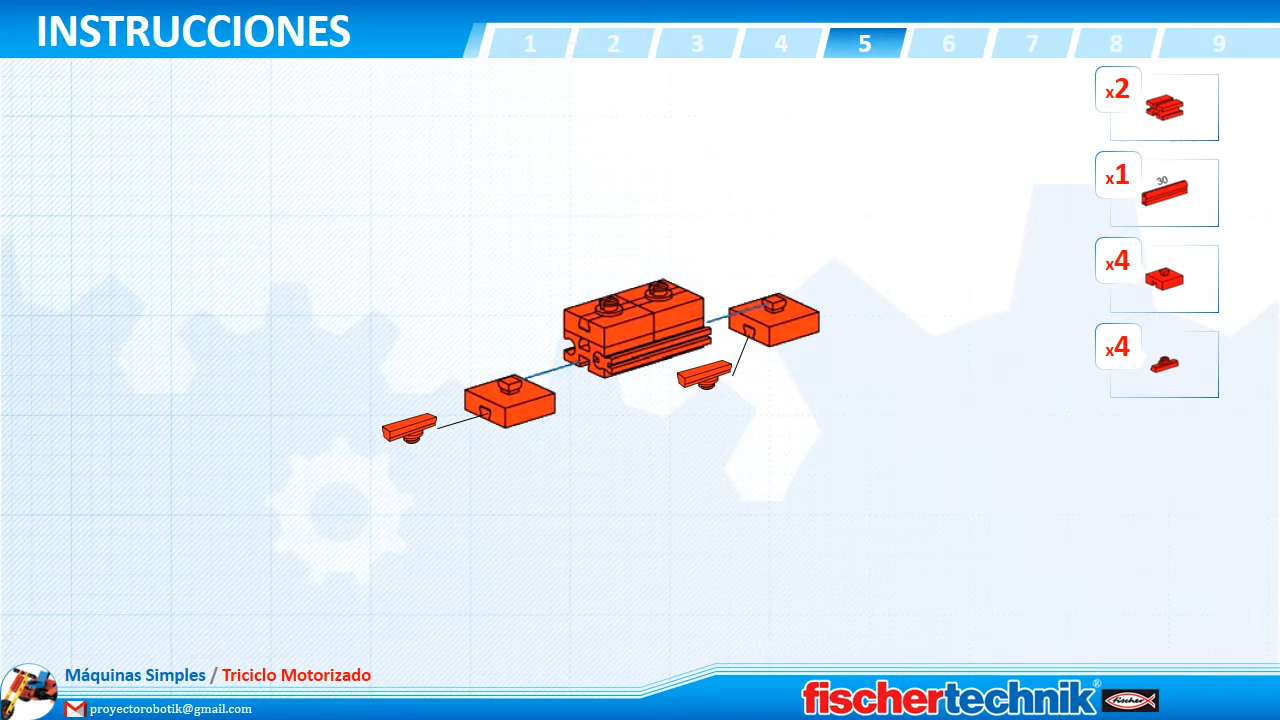 INSTRUCCIONES
1 2 3 4 5 6 7 8 9
x2
x1
30
x4
x4
Máquinas Simples / Triciclo Motorizado
proyectorobotik@gmail.com
fischertechnik®
fischer